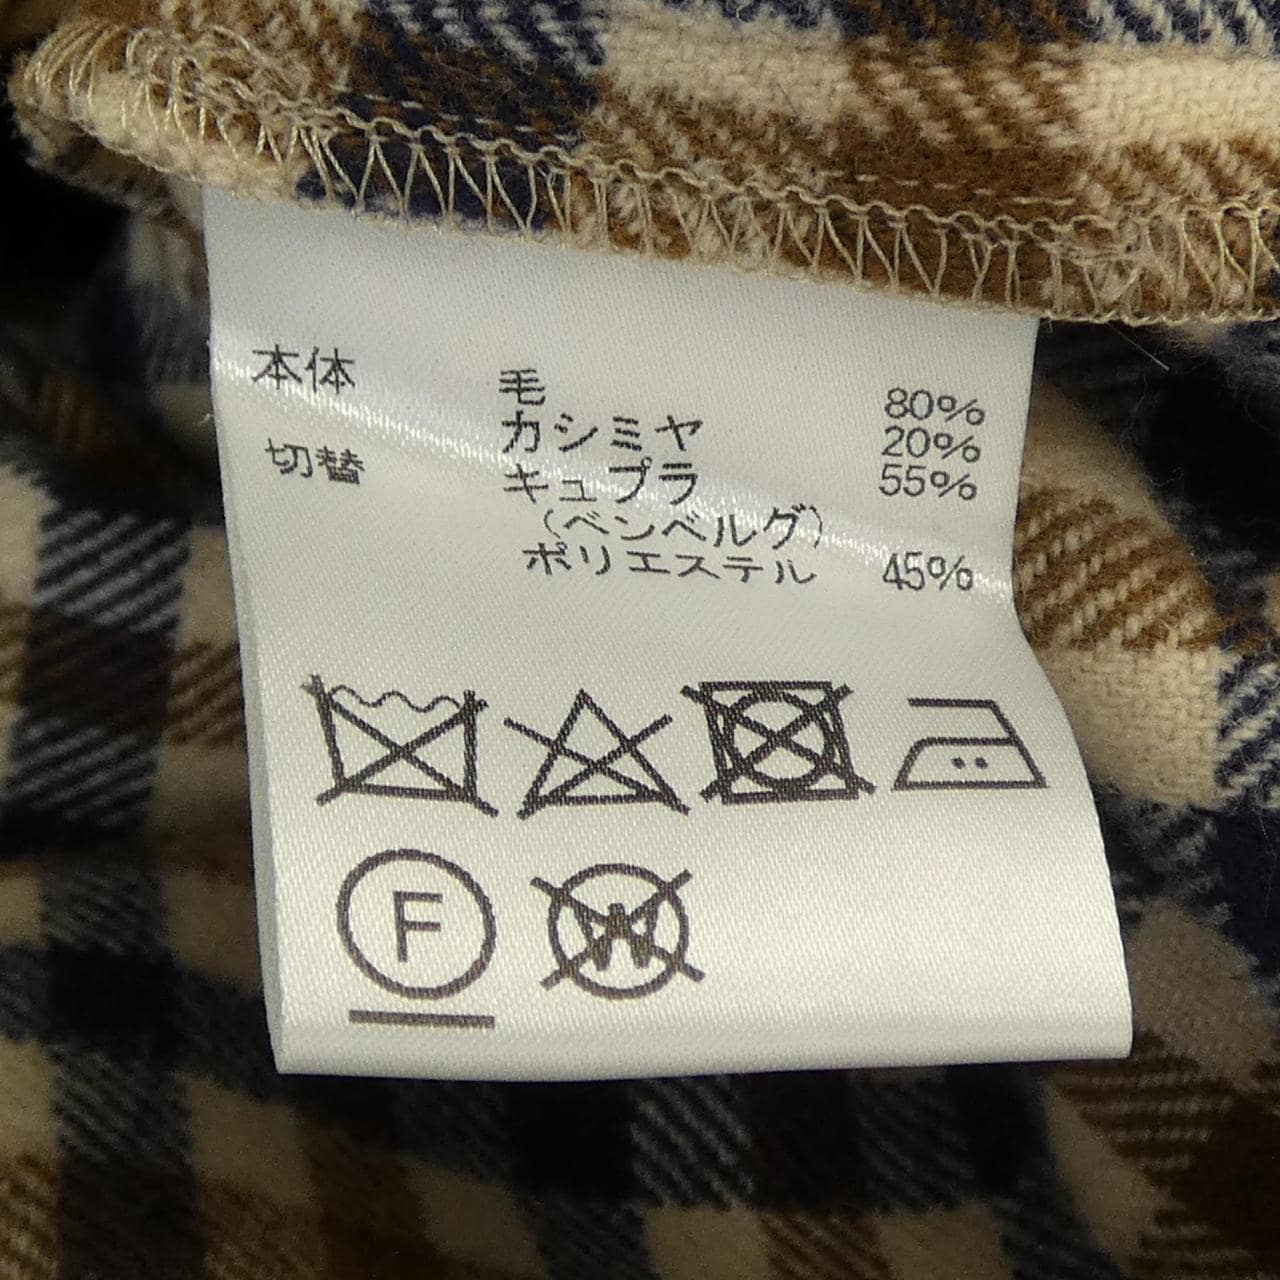 本体 毛 80%
カシミヤ 20%
切替 キュプラ 55%
(ベンベルグ)
ポリエステル 45%
F
W